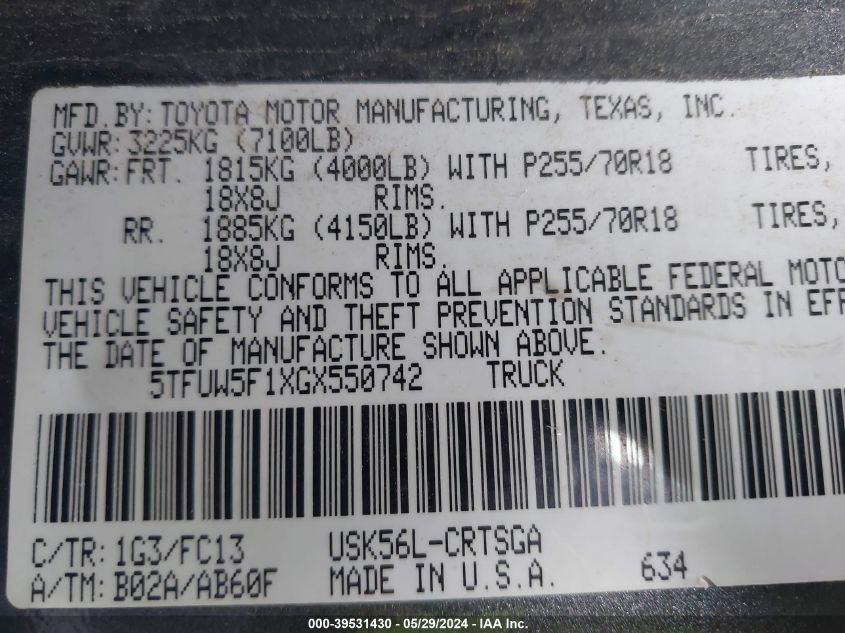 MFD.BY:TOYOTA MOTOR MANUFACTURING, TEXAS, INC.
GVWR:3225KG (7100LB)
GAWR:FRT. 1815KG (4000LB) WITH P255/70R18 TIRES,
18X8J RIMS.
RR. 1885KG (4150LB) WITH P255/70R18 TIRES,
18X8J RIMS.
THIS VEHICLE CONFORMS TO ALL APPLICABLE FEDERAL MOTO
VEHICLE SAFETY AND THEFT PREVENTION STANDARDS IN EFF
THE DATE OF MANUFACTURE SHOWN ABOVE.
5TFUW5F1XGX550742 TRUCK
C/TR:1G3/FC13 USK56L-CRTSGA
A/TM:B02A/AB60F MADE IN U.S.A. 634
000-39531430 - 05/29/2024 - IAA Inc.